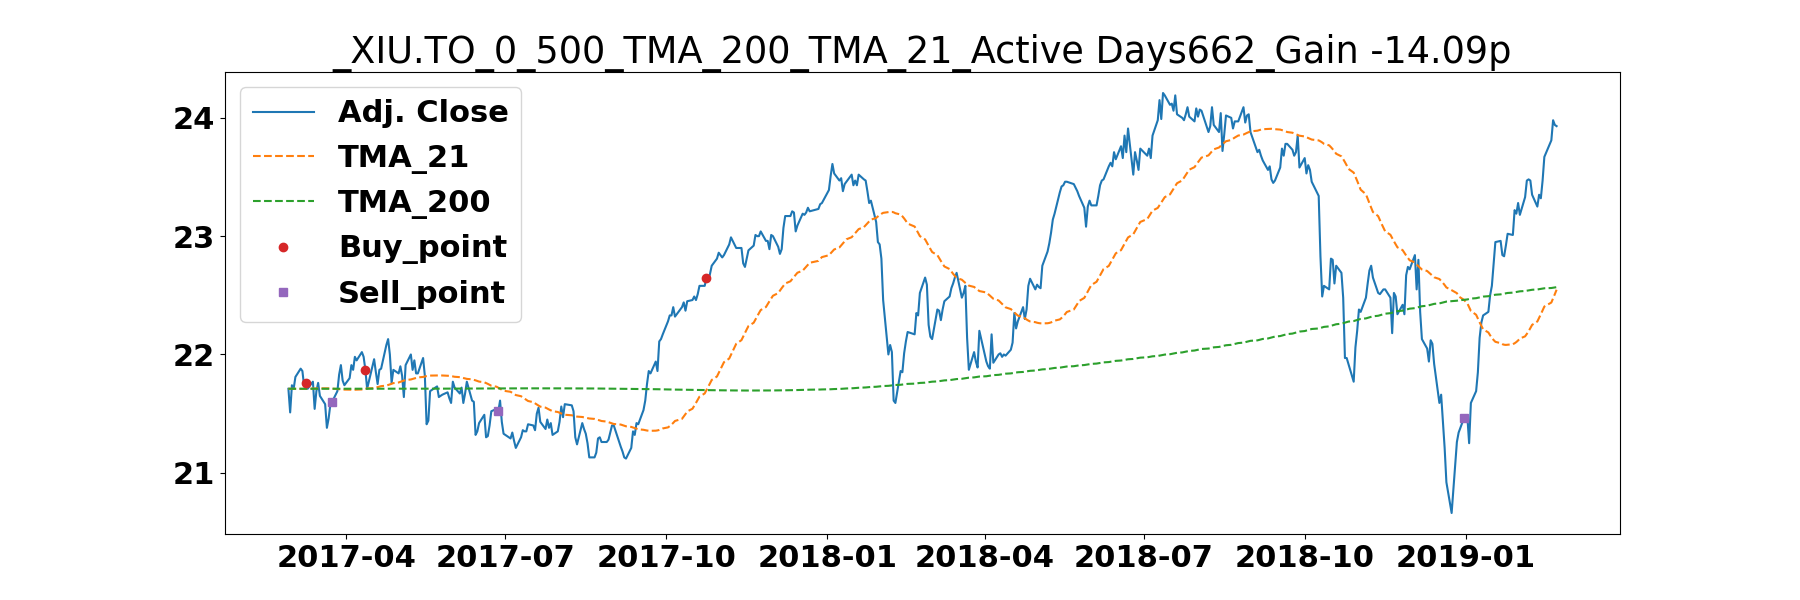 _XIU.TO_0_500_TMA_200_TMA_21_Active Days662_Gain -14.09p
Adj. Close
TMA_21
TMA_200
Buy_point
Sell_point
24
23
22
21
2017-04 2017-07 2017-10 2018-01 2018-04 2018-07 2018-10 2019-01